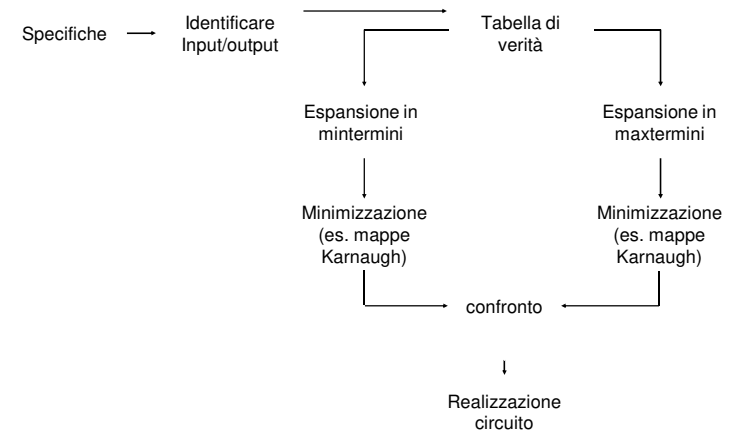 Specifiche
Identificare
Input/output
Tabella di
verità
Espansione in
mintermini
Espansione in
maxtermini
Minimizzazione
(es. mappe
Karnaugh)
Minimizzazione
(es. mappe
Karnaugh)
confronto
Realizzazione
circuito